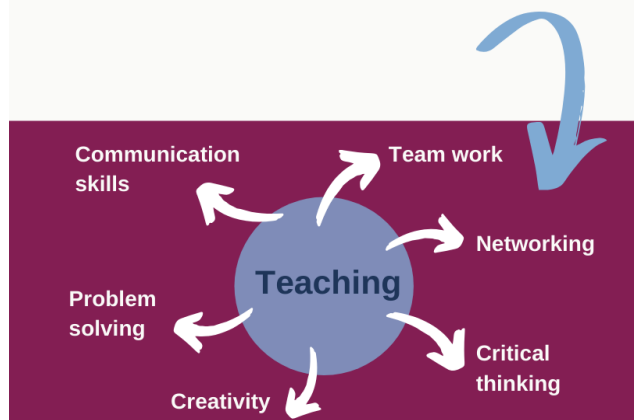 Communication
skills
Team work
Networking
Teaching
Problem
solving
Critical
thinking
Creativity